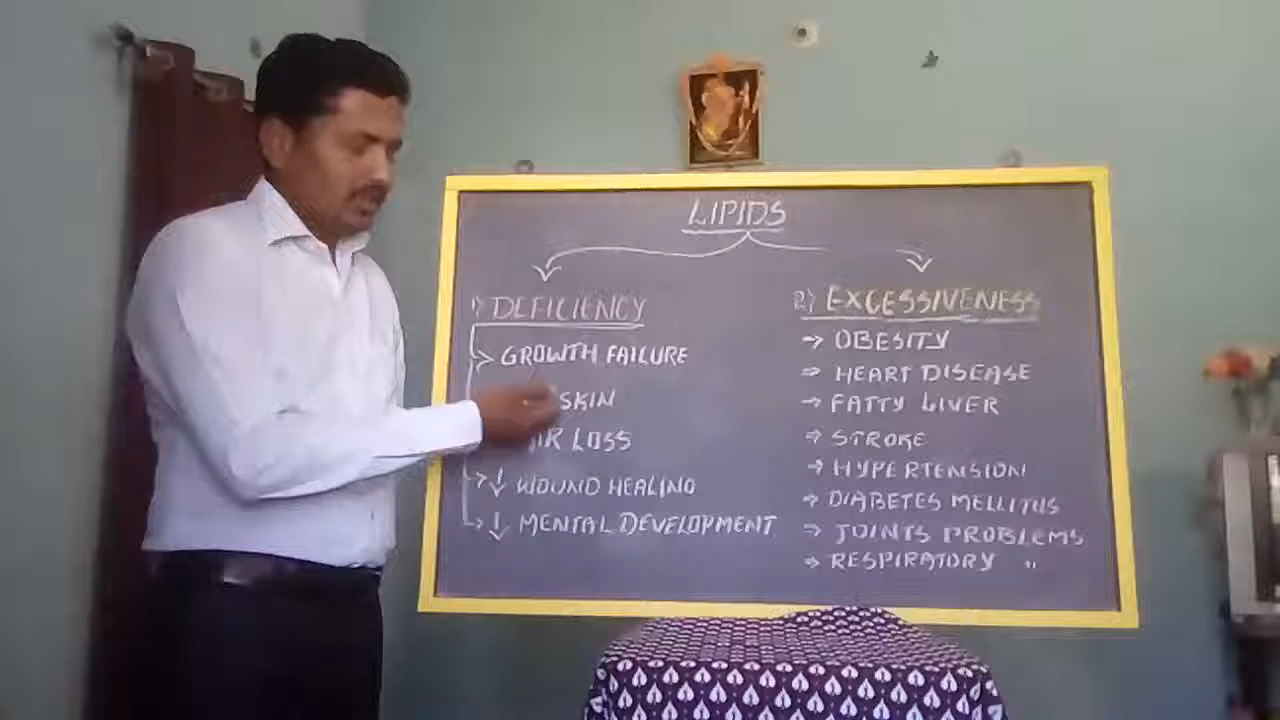 LIPIDS
1) DEFICIENCY
GROWTH FAILURE
SKIN
LOSS
↓ WOUND HEALING
↓ MENTAL DEVELOPMENT
2) EXCESSIVENESS
→ OBESITY
→ HEART DISEASE
→ FATTY LIVER
→ STROKE
→ HYPERTENSION
→ DIABETES MELLITUS
→ JOINTS PROBLEMS
→ RESPIRATORY "